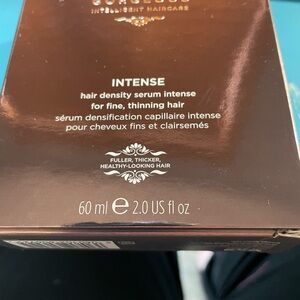 GORGEOUS
INTELLIGENT HAIRCARE
INTENSE
hair density serum intense
for fine, thinning hair
sérum densification capillaire intense
pour cheveux fins et clairsemés
FULLER, THICKER,
HEALTHY-LOOKING HAIR
60 ml e 2.0 US fl oz